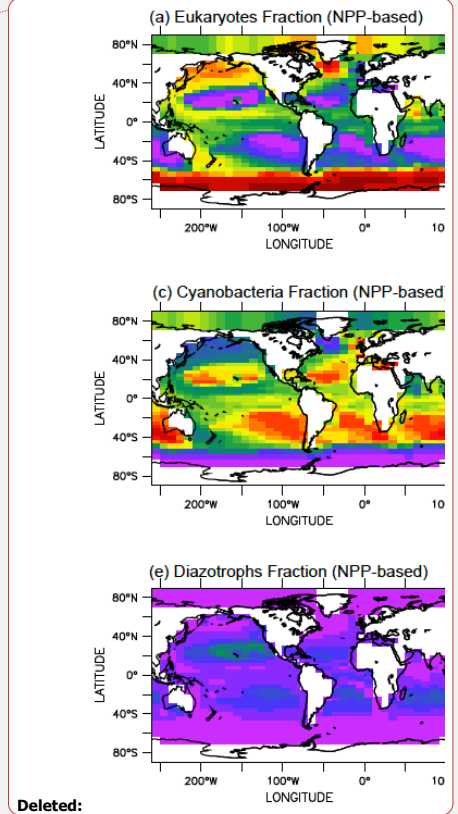 (a) Eukaryotes Fraction (NPP-based)
80°N
40°N
0°
40°S
80°S
LATITUDE
200°W 100°W 0° 10
LONGITUDE
(c) Cyanobacteria Fraction (NPP-based)
80°N
40°N
0°
40°S
80°S
LATITUDE
200°W 100°W 0° 10
LONGITUDE
(e) Diazotrophs Fraction (NPP-based)
80°N
40°N
0°
40°S
80°S
LATITUDE
200°W 100°W 0° 10
LONGITUDE
Deleted: